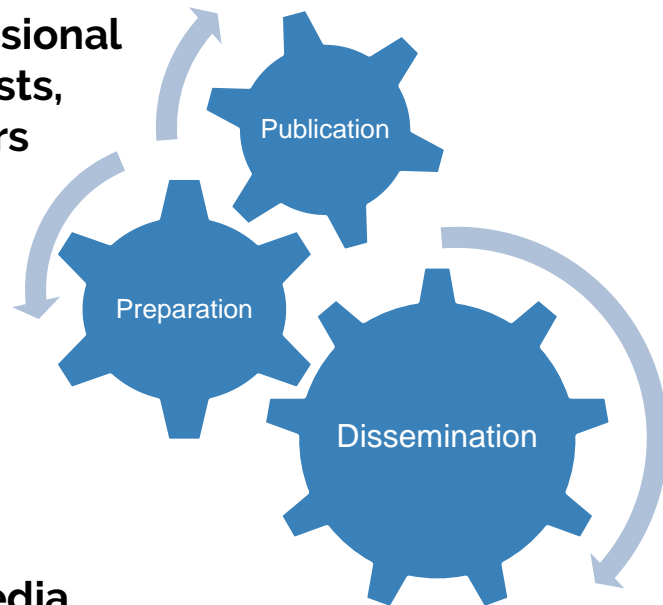 sional
sts,
rs
Publication
Preparation
Dissemination
edia